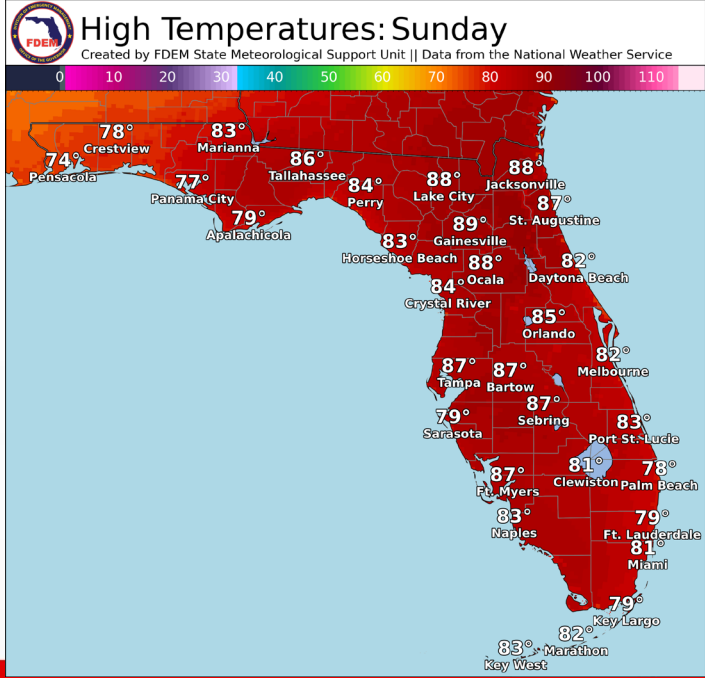 High Temperatures: Sunday
Created by FDEM State Meteorological Support Unit || Data from the National Weather Service
FDEM
0 10 20 30 40 50 60 70 80 90 100 110
78°
Crestview
83°
Marianna
74°
Pensacola
86°
Tallahassee
77°
Panama City
84°
Perry
88°
Lake City
88°
Jacksonville
87°
St. Augustine
79°
Apalachicola
89°
Gainesville
83°
Horseshoe Beach
88°
Ocala
82°
Daytona Beach
84°
Crystal River
85°
Orlando
82°
Melbourne
87°
Tampa
87°
Bartow
87°
Sebring
79°
Sarasota
83°
Port St. Lucie
81°
Clewiston
78°
Palm Beach
87°
Ft. Myers
83°
Naples
79°
Ft. Lauderdale
81°
Miami
79°
Key Largo
82°
Marathon
83°
Key West